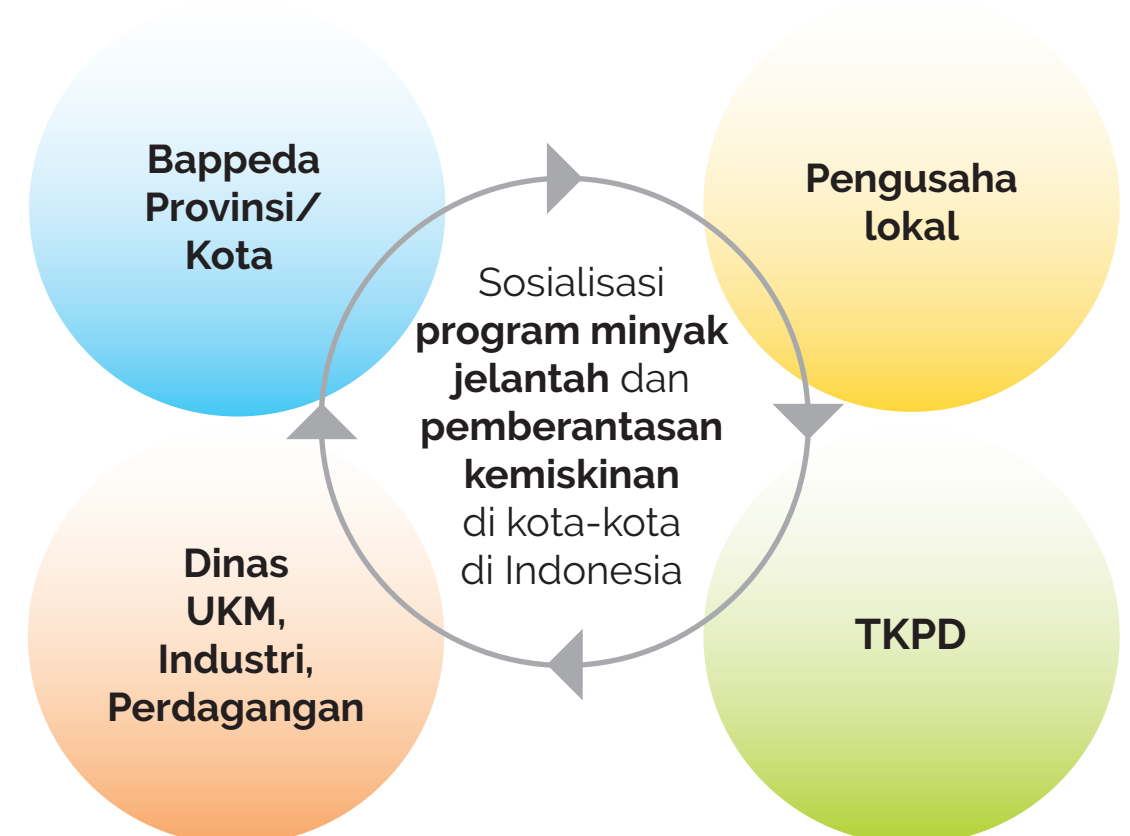 Bappeda
Provinsi/
Kota
Pengusaha
lokal
Sosialisasi
program minyak
jelantah dan
pemberantasan
kemiskinan
di kota-kota
di Indonesia
Dinas
UKM,
Industri,
Perdagangan
TKPD